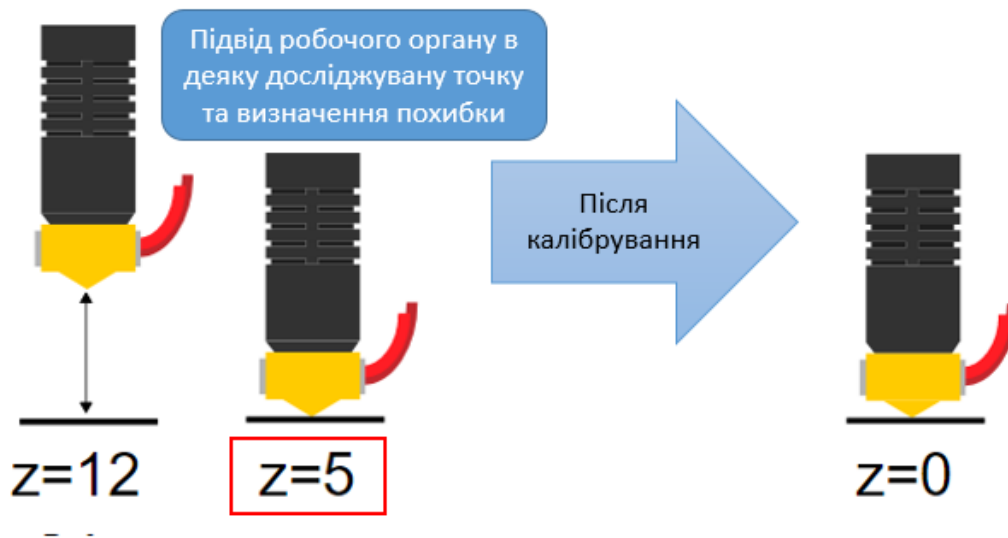 Підвід робочого органу в
деяку досліджувану точку
та визначення похибки
Після
калібрування
z=12
z=5
z=0